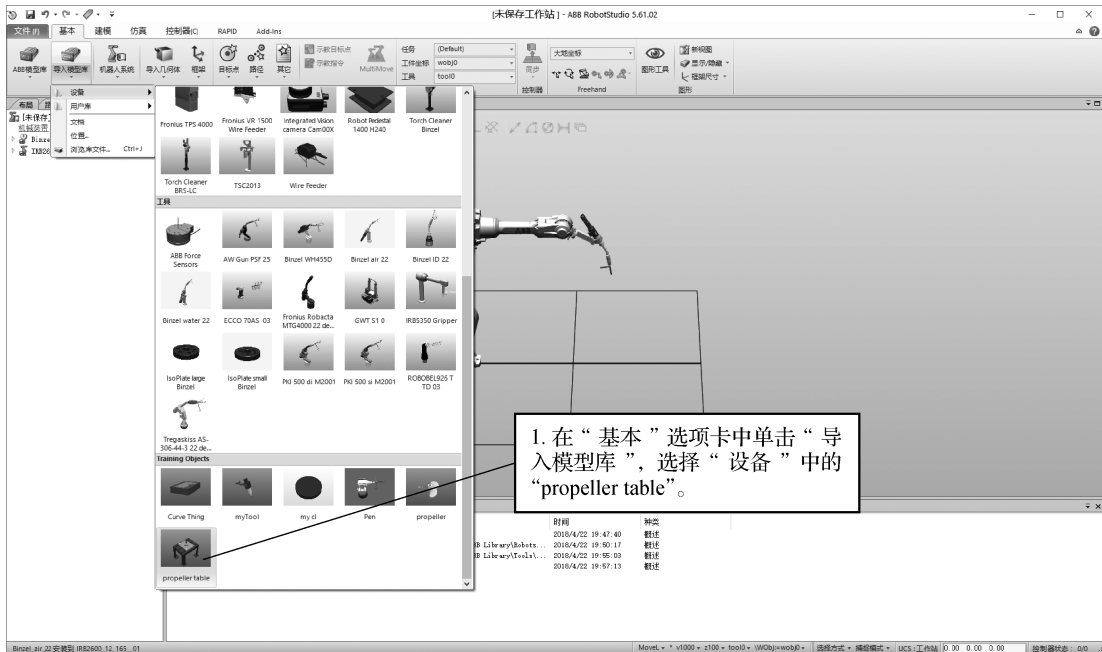 [未保存工作站] - ABB RobotStudio 5.61.02
文件(F) 基本 建模 仿真 控制器(C) RAPID Add-Ins
ABB模型库 导入模型库 机器人系统 导入几何体 框架 目标点 路径 其它
示教目标点
示教指令
MultiMove
任务 (Default)
工件坐标 wobj0
工具 tool0
同步
控制器
大地坐标
Freehand
图形工具
新视图
显示/隐藏
框架尺寸
图形
布局
[未保存]
机械装置
Binze
IRB26
设备
用户库
文档
位置...
浏览库文件... Ctrl+J
Fronius TPS 4000
Fronius VR 1500 Wire Feeder
Integrated Vision camera Cam00X
Robot Pedestal 1400 H240
Torch Cleaner Binzel
Torch Cleaner BRS-LC
TSC2013
Wire Feeder
工具
ABB Force Sensors
AW Gun PSF 25
Binzel WH455D
Binzel air 22
Binzel ID 22
Binzel water 22
ECCO 70AS 03
Fronius Robacta MTG4000 22 de...
GWT S1 0
IRB5350 Gripper
IsoPlate large Binzel
IsoPlate small Binzel
PKI 500 di M2001
PKI 500 si M2001
ROBOBEL926 T TD 03
Tregaskiss AS-306-44-3 22 de...
Training Objects
Curve Thing
myTool
my cl
Pen
propeller
propeller table
1. 在“基本”选项卡中单击“导
入模型库”，选择“设备”中的
“propeller table”。
时间 种类
2018/4/22 19:47:40 概述
BB Library\Robots... 2018/4/22 19:50:17 概述
BB Library\Tools\... 2018/4/22 19:55:03 概述
2018/4/22 19:57:13 概述
Binzel air 22 安装到 IRB2600_12_165__01
MoveL * v1000 z100 tool0 \WObj:=wobj0 选择方式 捕捉模式 UCS:工作站 0.00 0.00 0.00 控制器状态: 0/0